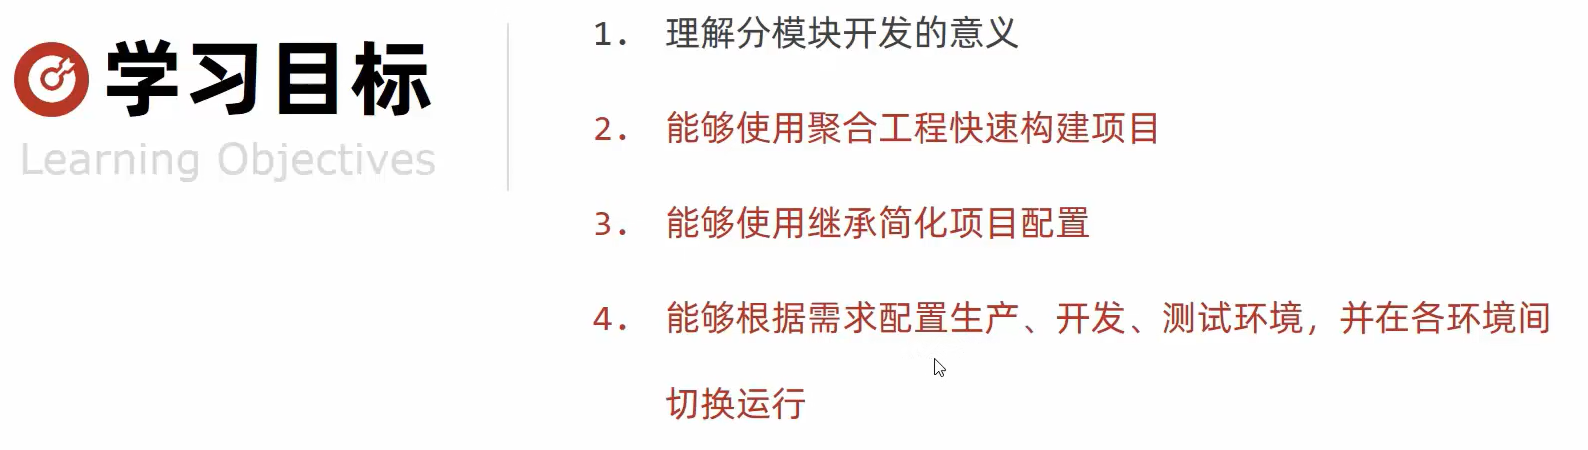 学习目标
Learning Objectives
1. 理解分模块开发的意义
2. 能够使用聚合工程快速构建项目
3. 能够使用继承简化项目配置
4. 能够根据需求配置生产、开发、测试环境，并在各环境间
切换运行